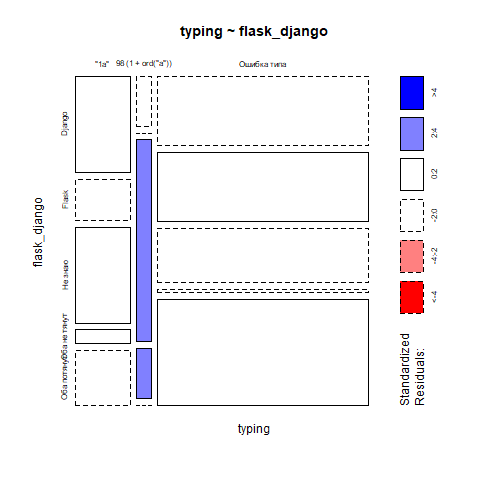 typing ~ flask_django
"1a"
98 (1 + ord("a"))
Ошибка типа
Django
Flask
Не знаю
Оба не тянут
Оба потянут
flask_django
typing
>4
2:4
0:2
-2:0
-4:-2
<-4
Standardized
Residuals: